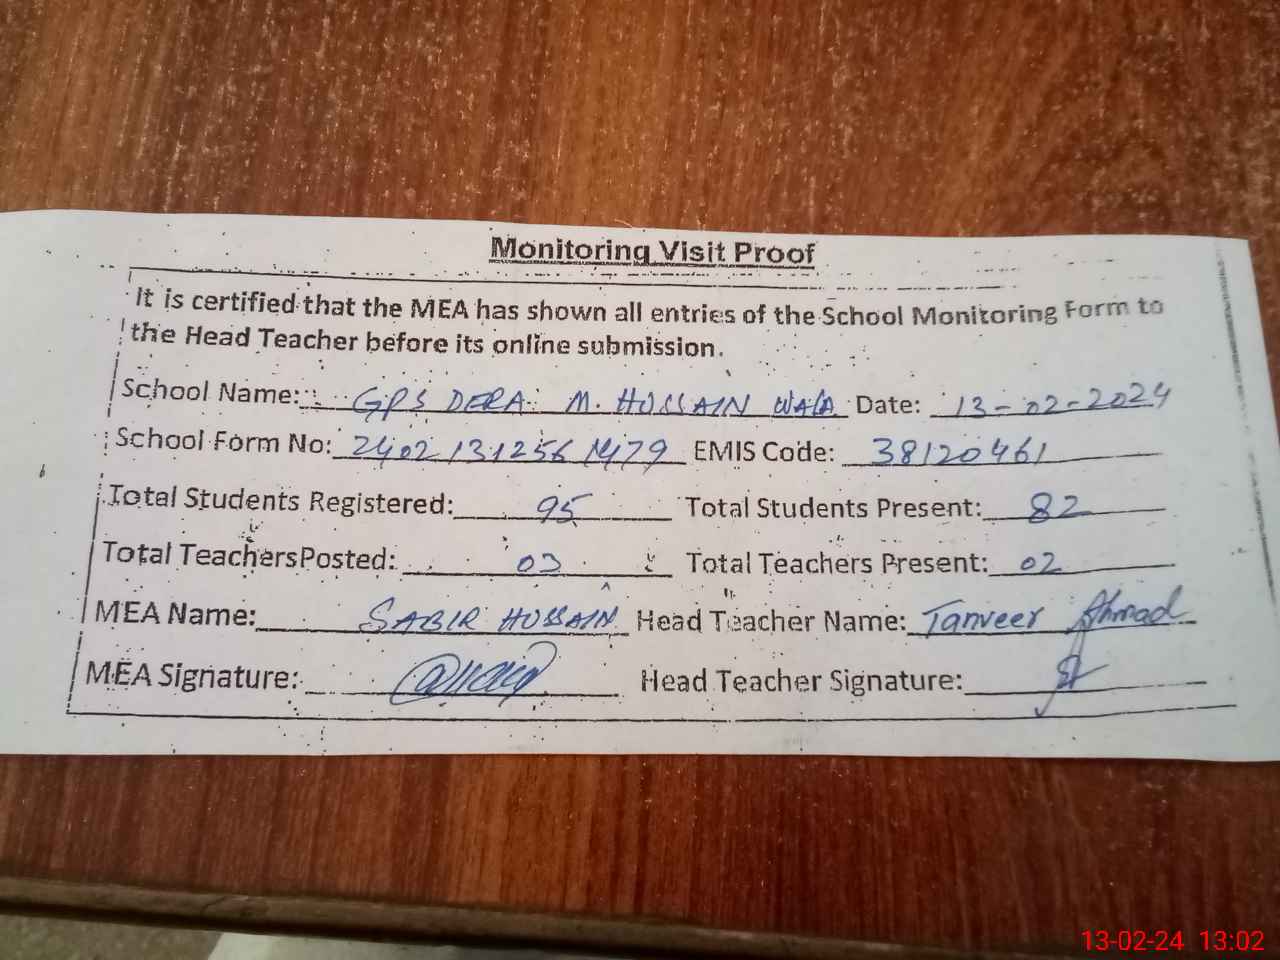 Monitoring Visit Proof
It is certified that the MEA has shown all entries of the School Monitoring Form to
the Head Teacher before its online submission.
School Name: GPS DERA M. HUSSAIN WALA Date: 13-02-2024
School Form No: 2402131256 1479 EMIS Code: 38120461
Total Students Registered: 95 Total Students Present: 82
Total TeachersPosted: 03 Total Teachers Present: 02
MEA Name: SABIR HUSSAIN Head Teacher Name: Tanveer Ahmad
MEA Signature: Head Teacher Signature:
13-02-24 13:02